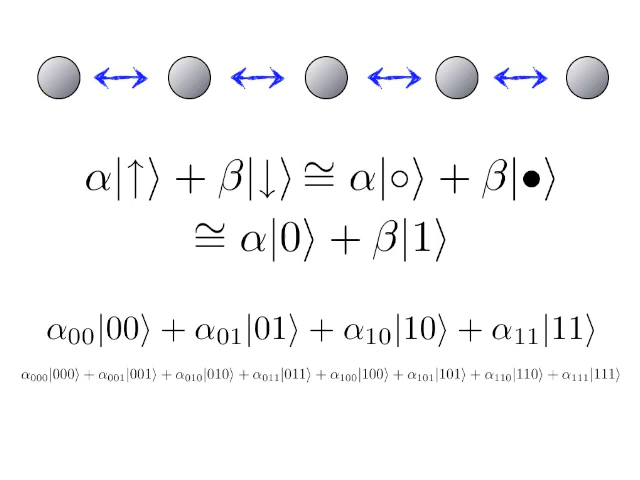 α|↑⟩ + β|↓⟩ ≅ α|∘⟩ + β|•⟩
≅ α|0⟩ + β|1⟩
α₀₀|00⟩ + α₀₁|01⟩ + α₁₀|10⟩ + α₁₁|11⟩
α₀₀₀|000⟩ + α₀₀₁|001⟩ + α₀₁₀|010⟩ + α₀₁₁|011⟩ + α₁₀₀|100⟩ + α₁₀₁|101⟩ + α₁₁₀|110⟩ + α₁₁₁|111⟩